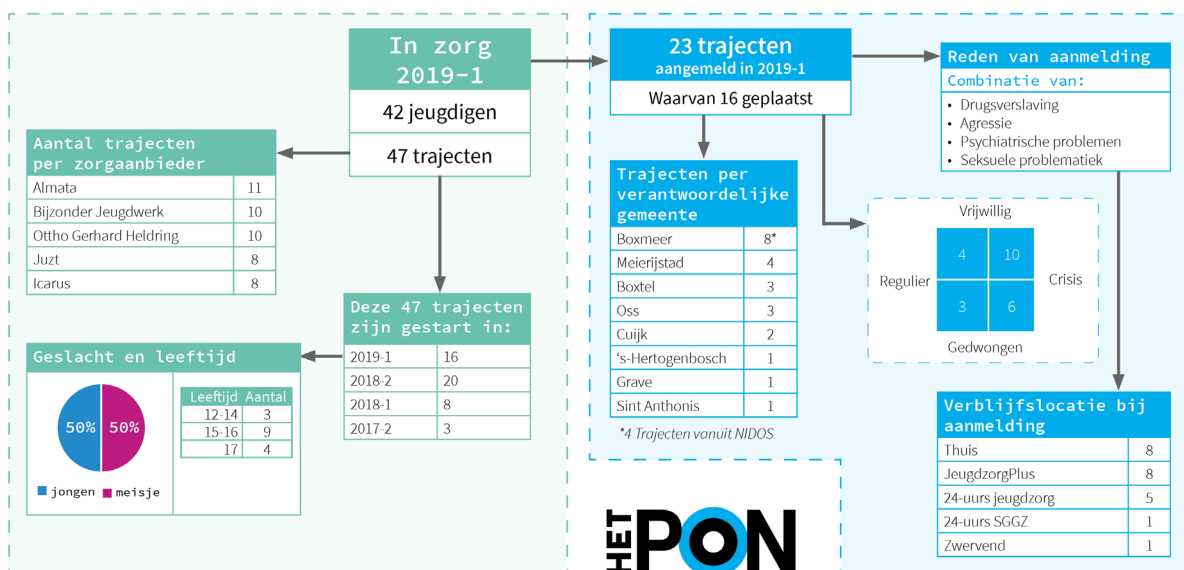 In zorg
2019-1
42 jeugdigen
47 trajecten
Aantal trajecten
per zorgaanbieder
Almata 11
Bijzonder Jeugdwerk 10
Ottho Gerhard Heldring 10
Juzt 8
Icarus 8
Deze 47 trajecten
zijn gestart in:
2019-1 16
2018-2 20
2018-1 8
2017-2 3
Geslacht en leeftijd
50% 50%
jongen meisje
Leeftijd Aantal
12-14 3
15-16 9
17 4
23 trajecten
aangemeld in 2019-1
Waarvan 16 geplaatst
Trajecten per
verantwoordelijke
gemeente
Boxmeer 8*
Meierijstad 4
Boxtel 3
Oss 3
Cuijk 2
‘s-Hertogenbosch 1
Grave 1
Sint Anthonis 1
*4 Trajecten vanuit NIDOS
Reden van aanmelding
Combinatie van:
• Drugsverslaving
• Agressie
• Psychiatrische problemen
• Seksuele problematiek
Vrijwillig
4 10
Regulier Crisis
3 6
Gedwongen
Verblijfslocatie bij
aanmelding
Thuis 8
JeugdzorgPlus 8
24-uurs jeugdzorg 5
24-uurs SGGZ 1
Zwervend 1
HET PON